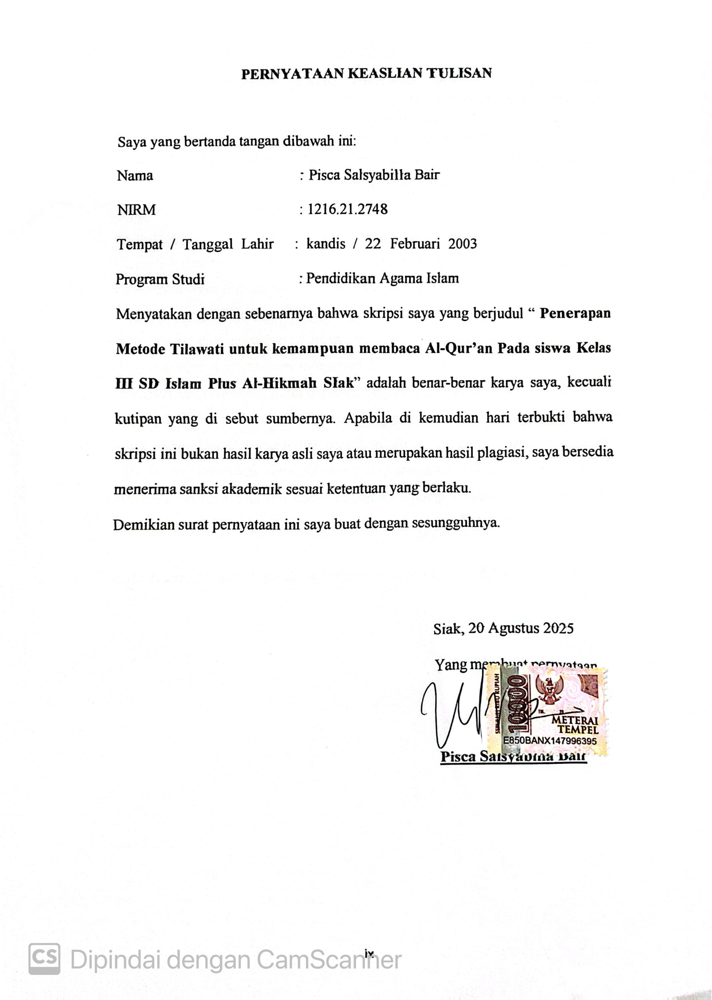 PERNYATAAN KEASLIAN TULISAN
Saya yang bertanda tangan dibawah ini:
Nama : Pisca Salsyabilla Bair
NIRM : 1216.21.2748
Tempat / Tanggal Lahir : kandis / 22 Februari 2003
Program Studi : Pendidikan Agama Islam
Menyatakan dengan sebenarnya bahwa skripsi saya yang berjudul “ Penerapan
Metode Tilawati untuk kemampuan membaca Al-Qur’an Pada siswa Kelas
III SD Islam Plus Al-Hikmah SIak” adalah benar-benar karya saya, kecuali
kutipan yang di sebut sumbernya. Apabila di kemudian hari terbukti bahwa
skripsi ini bukan hasil karya asli saya atau merupakan hasil plagiasi, saya bersedia
menerima sanksi akademik sesuai ketentuan yang berlaku.
Demikian surat pernyataan ini saya buat dengan sesungguhnya.
Siak, 20 Agustus 2025
Yang membuat pernyataan
SEPULUH RIBU RUPIAH
10000
TGL. 20
METERAI
TEMPEL
E850BANX147996395
Pisca Salsyabilla Bair
iv
CS Dipindai dengan CamScanner